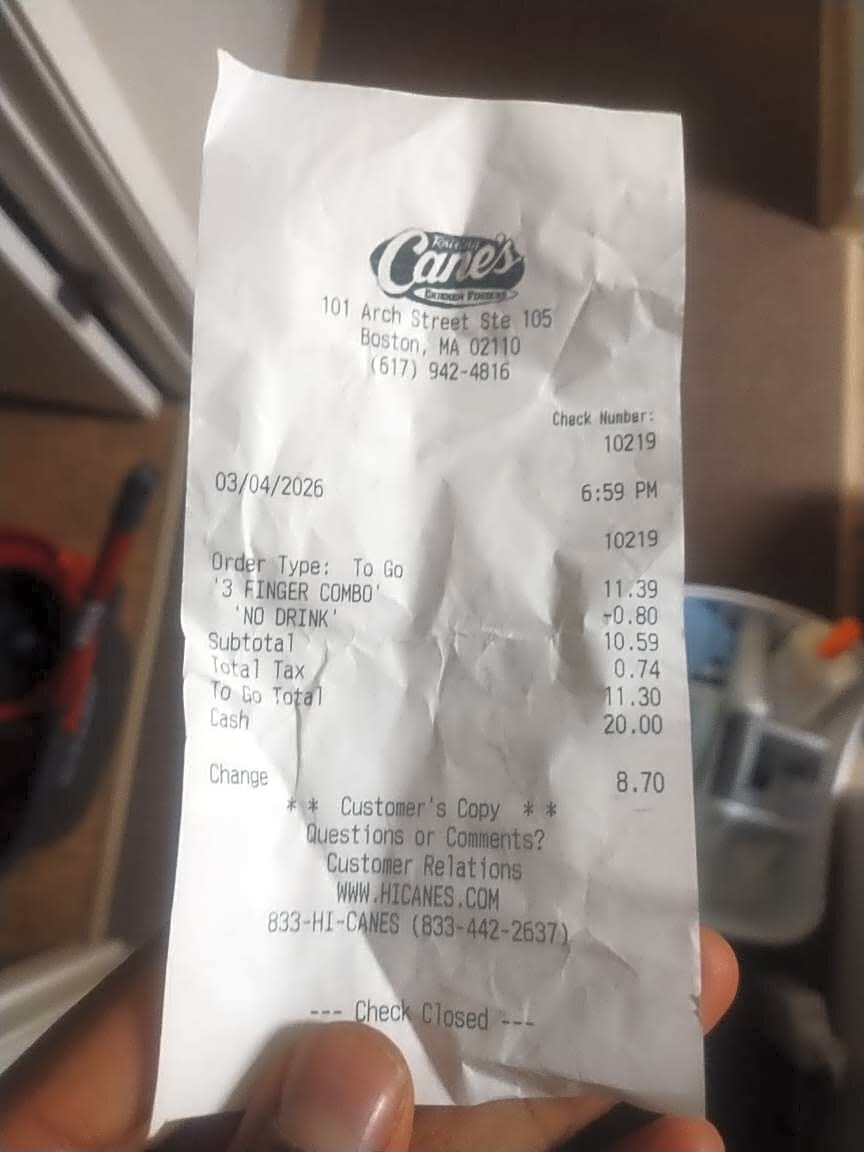 Raising
Cane's
CHICKEN FINGERS
101 Arch Street Ste 105
Boston, MA 02110
(617) 942-4816
Check Number:
10219
03/04/2026 6:59 PM
10219
Order Type: To Go
'3 FINGER COMBO' 11.39
'NO DRINK' -0.80
Subtotal 10.59
Total Tax 0.74
To Go Total 11.30
Cash 20.00
Change 8.70
* * Customer's Copy * *
Questions or Comments?
Customer Relations
WWW.HICANES.COM
833-HI-CANES (833-442-2637)
--- Check Closed ---